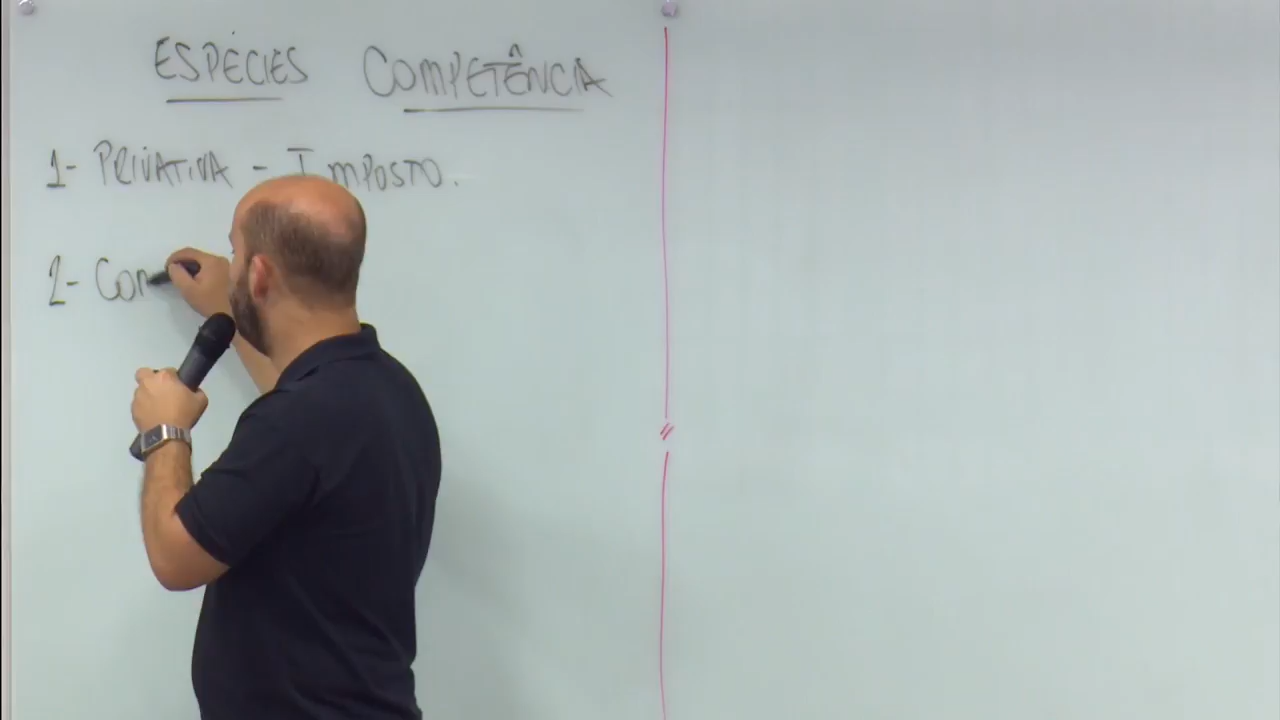 ESPÉCIES COMPETÊNCIA
1- PRIVATIVA - IMPOSTO.
2- COM